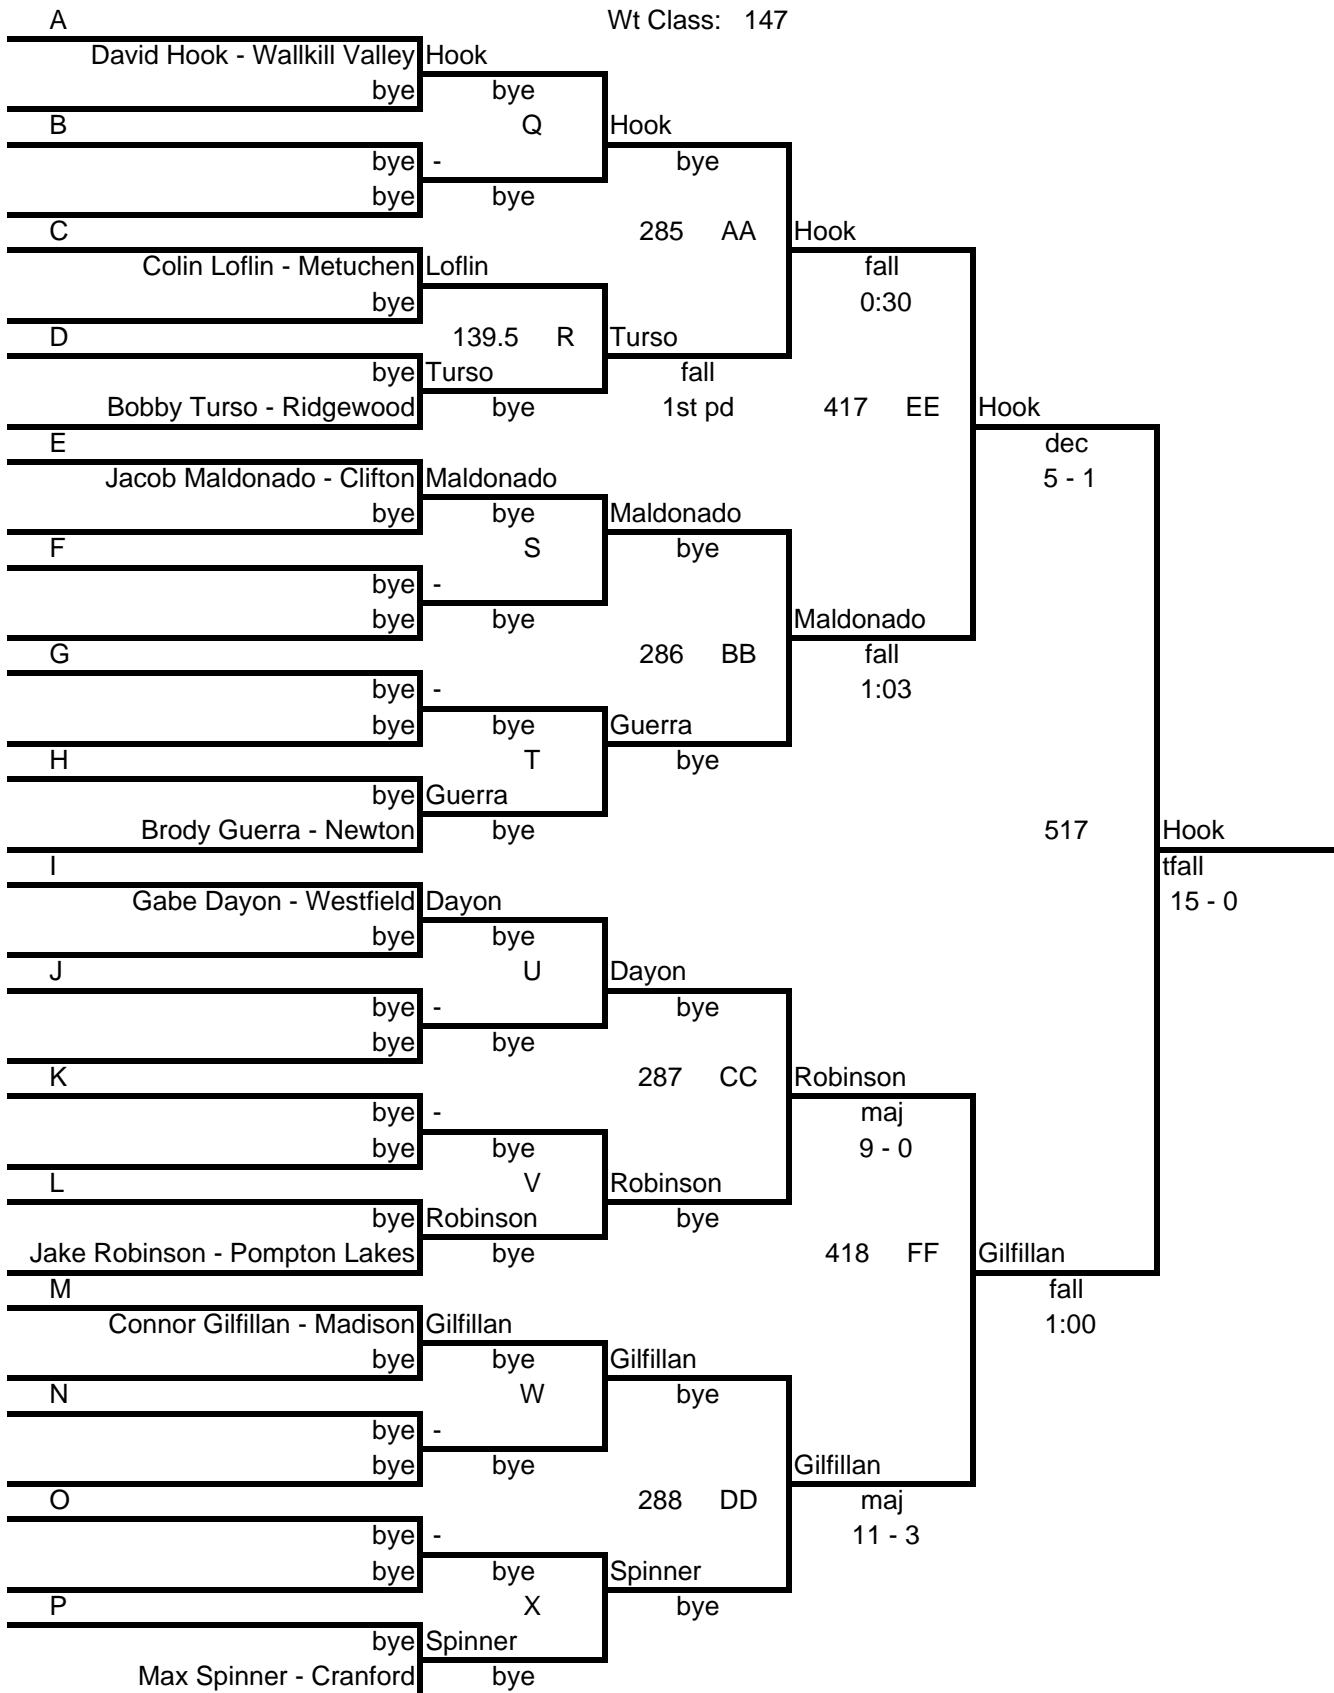 A Wt Class: 147
David Hook - Wallkill Valley Hook
bye bye
B Q Hook
bye - bye
bye bye
C 285 AA Hook
Colin Loflin - Metuchen Loflin fall
bye 0:30
D 139.5 R Turso
bye Turso fall
Bobby Turso - Ridgewood bye 1st pd 417 EE Hook
E dec
Jacob Maldonado - Clifton Maldonado 5 - 1
bye bye Maldonado
F S bye
bye -
bye bye Maldonado
G 286 BB fall
bye - 1:03
bye bye Guerra
H T bye
bye Guerra
Brody Guerra - Newton bye 517 Hook
I tfall
Gabe Dayon - Westfield Dayon 15 - 0
bye bye
J U Dayon
bye - bye
bye bye
K 287 CC Robinson
bye - maj
bye bye 9 - 0
L V Robinson
bye Robinson bye
Jake Robinson - Pompton Lakes bye 418 FF Gilfillan
M fall
Connor Gilfillan - Madison Gilfillan 1:00
bye bye Gilfillan
N W bye
bye -
bye bye Gilfillan
O 288 DD maj
bye - 11 - 3
bye bye Spinner
P X bye
bye Spinner
Max Spinner - Cranford bye